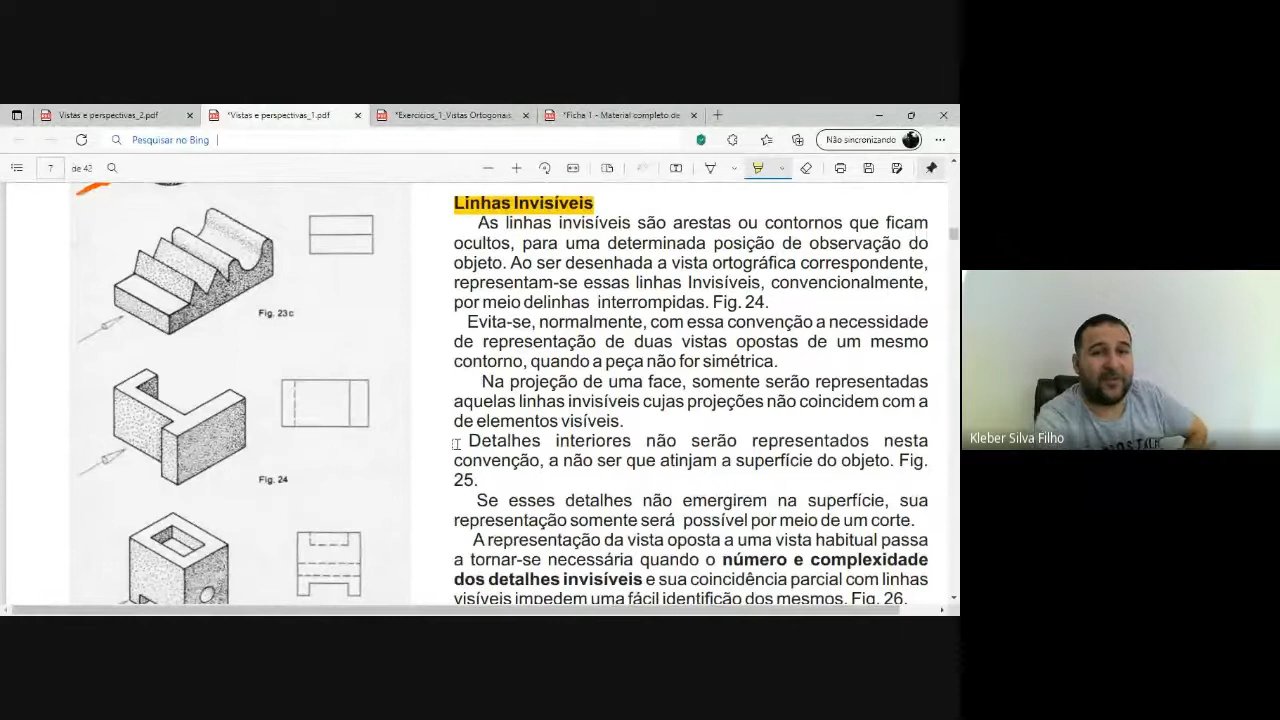 Vistas e perspectivas_2.pdf
*Vistas e perspectivas_1.pdf
*Exercícios_1_Vistas Ortogonais.
*Ficha 1 - Material completo de
Pesquisar no Bing
Não sincronizando
7 de 43
Fig. 23c
Fig. 24
Linhas Invisíveis
As linhas invisíveis são arestas ou contornos que ficam
ocultos, para uma determinada posição de observação do
objeto. Ao ser desenhada a vista ortográfica correspondente,
representam-se essas linhas Invisíveis, convencionalmente,
por meio delinhas interrompidas. Fig. 24.
Evita-se, normalmente, com essa convenção a necessidade
de representação de duas vistas opostas de um mesmo
contorno, quando a peça não for simétrica.
Na projeção de uma face, somente serão representadas
aquelas linhas invisíveis cujas projeções não coincidem com a
de elementos visíveis.
Detalhes interiores não serão representados nesta
convenção, a não ser que atinjam a superfície do objeto. Fig.
25.
Se esses detalhes não emergirem na superfície, sua
representação somente será possível por meio de um corte.
A representação da vista oposta a uma vista habitual passa
a tornar-se necessária quando o número e complexidade
dos detalhes invisíveis e sua coincidência parcial com linhas
visíveis impedem uma fácil identifição dos mesmos. Fig. 26.
Kleber Silva Filho